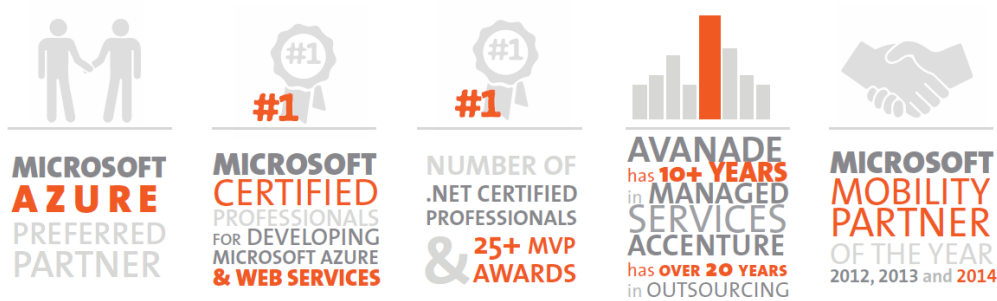 MICROSOFT
AZURE
PREFERRED
PARTNER
#1
#1
MICROSOFT
CERTIFIED
PROFESSIONALS
FOR DEVELOPING
MICROSOFT AZURE
& WEB SERVICES
#1
#1
NUMBER OF
.NET CERTIFIED
PROFESSIONALS
& 25+ MVP
AWARDS
AVANADE
has 10+ YEARS
in MANAGED
SERVICES
ACCENTURE
has OVER 20 YEARS
in OUTSOURCING
MICROSOFT
MOBILITY
PARTNER
OF THE YEAR
2012, 2013 and 2014